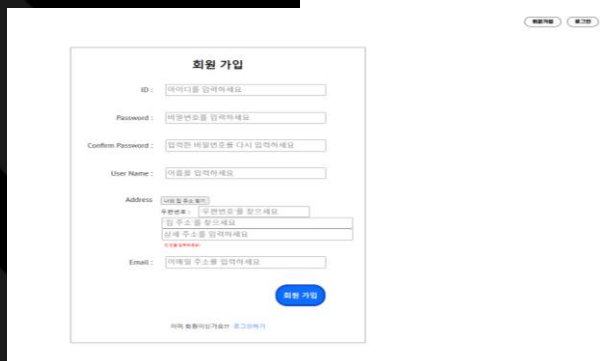 회원가입 로그인
회원 가입
ID : 아이디를 입력하세요
Password : 비밀번호를 입력하세요
Confirm Password : 입력한 비밀번호를 다시 입력하세요
User Name : 이름을 입력하세요
Address
우편번호 : 우편번호를 찾으세요
집 주소를 찾으세요
상세 주소를 입력하세요
Email : 이메일 주소를 입력하세요
회원 가입
이미 회원이신가요? 로그인하기